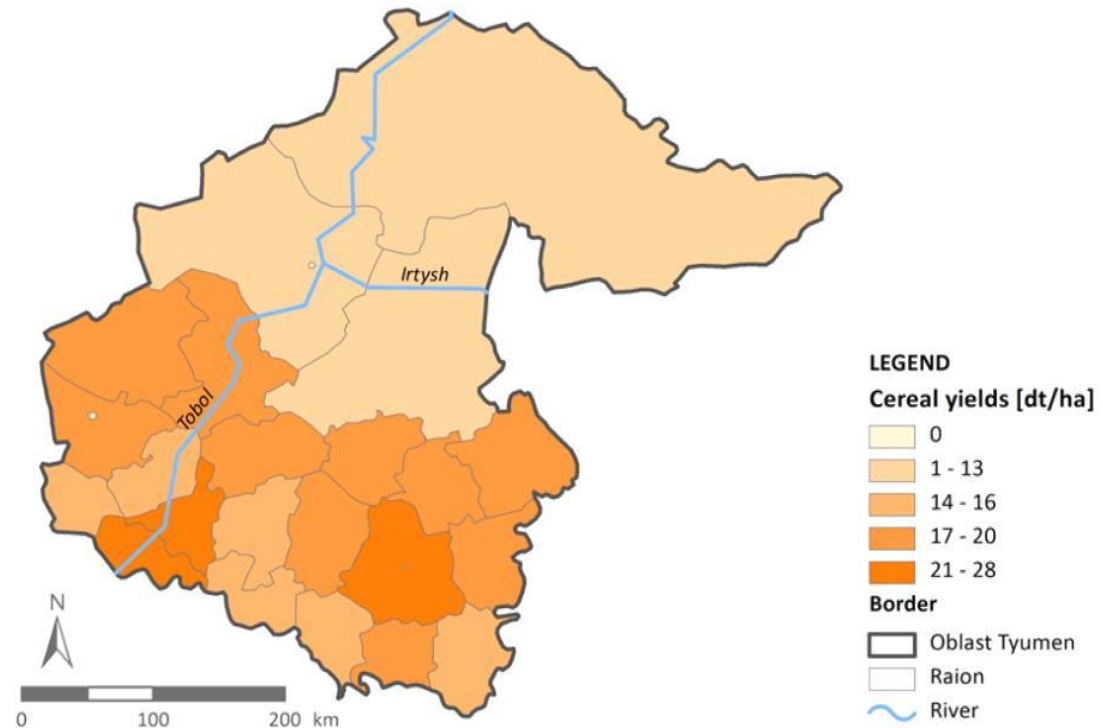 Irtysh
Tobol
LEGEND
Cereal yields [dt/ha]
0
1 - 13
14 - 16
17 - 20
21 - 28
Border
Oblast Tyumen
Raion
River
N
0 100 200 km